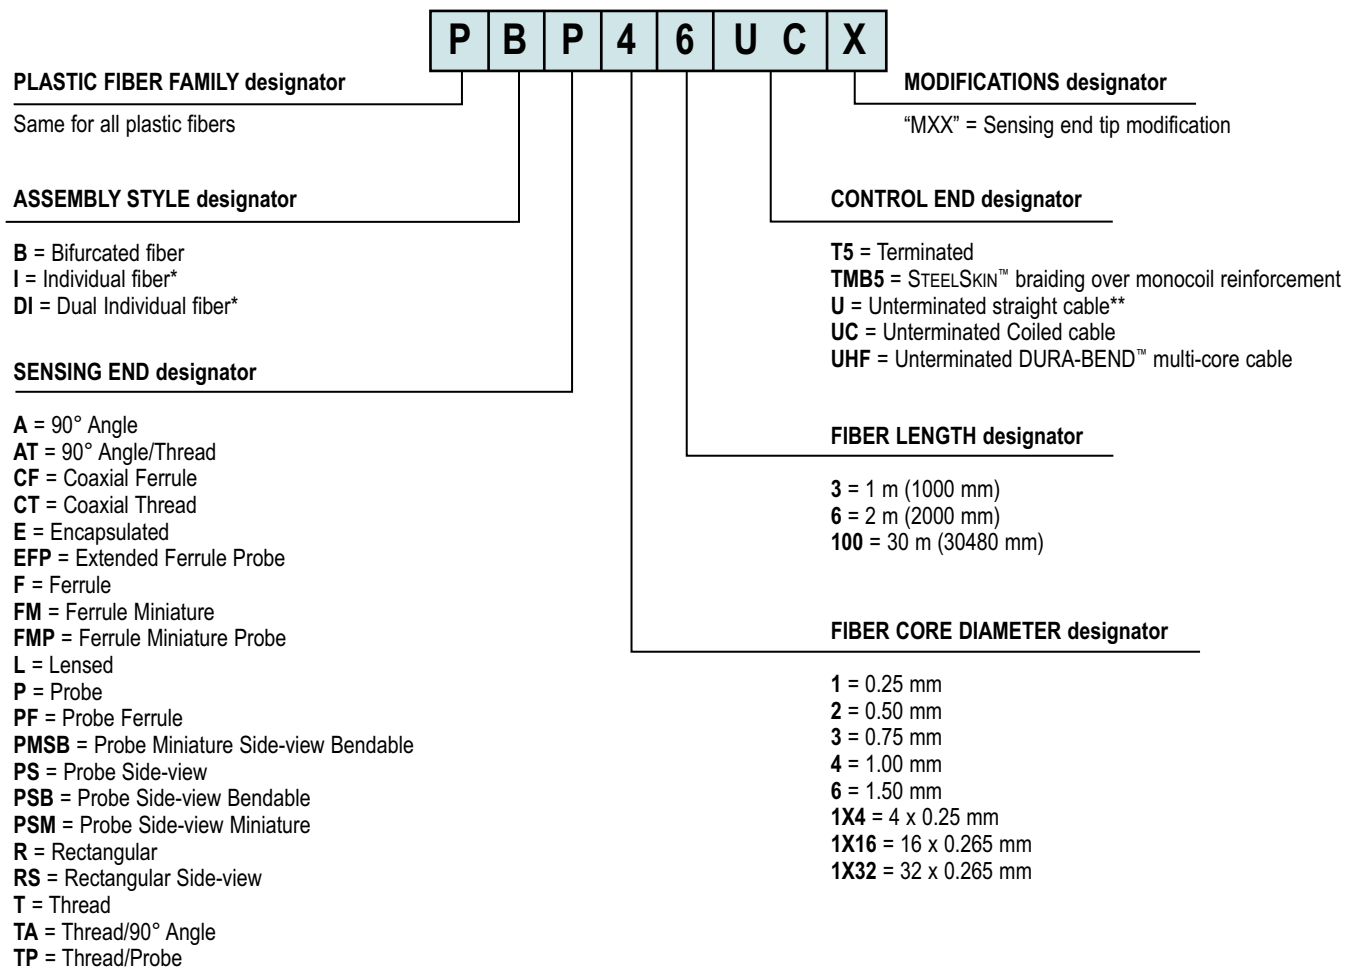 P B P 4 6 U C X
PLASTIC FIBER FAMILY designator
Same for all plastic fibers
ASSEMBLY STYLE designator
B = Bifurcated fiber
I = Individual fiber*
DI = Dual Individual fiber*
SENSING END designator
A = 90° Angle
AT = 90° Angle/Thread
CF = Coaxial Ferrule
CT = Coaxial Thread
E = Encapsulated
EFP = Extended Ferrule Probe
F = Ferrule
FM = Ferrule Miniature
FMP = Ferrule Miniature Probe
L = Lensed
P = Probe
PF = Probe Ferrule
PMSB = Probe Miniature Side-view Bendable
PS = Probe Side-view
PSB = Probe Side-view Bendable
PSM = Probe Side-view Miniature
R = Rectangular
RS = Rectangular Side-view
T = Thread
TA = Thread/90° Angle
TP = Thread/Probe
MODIFICATIONS designator
“MXX” = Sensing end tip modification
CONTROL END designator
T5 = Terminated
TMB5 = STEELSKIN™ braiding over monocoil reinforcement
U = Unterminated straight cable**
UC = Unterminated Coiled cable
UHF = Unterminated DURA-BEND™ multi-core cable
FIBER LENGTH designator
3 = 1 m (1000 mm)
6 = 2 m (2000 mm)
100 = 30 m (30480 mm)
FIBER CORE DIAMETER designator
1 = 0.25 mm
2 = 0.50 mm
3 = 0.75 mm
4 = 1.00 mm
6 = 1.50 mm
1X4 = 4 x 0.25 mm
1X16 = 16 x 0.265 mm
1X32 = 32 x 0.265 mm